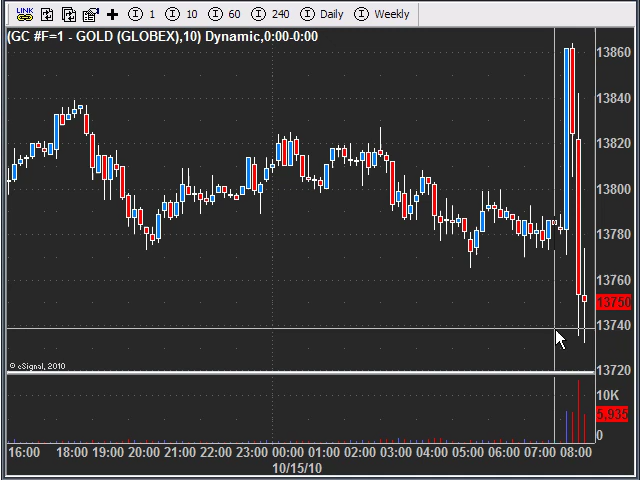 LINK 1 10 60 240 Daily Weekly
(GC #F=1 - GOLD (GLOBEX),10) Dynamic,0:00-0:00
13860
13840
13820
13800
13780
13760
13750
13740
© eSignal, 2010
13720
10K
5,935
0
16:00 18:00 19:00 20:00 21:00 22:00 23:00 00:00 01:00 02:00 03:00 04:00 05:00 06:00 07:00 08:00
10/15/10